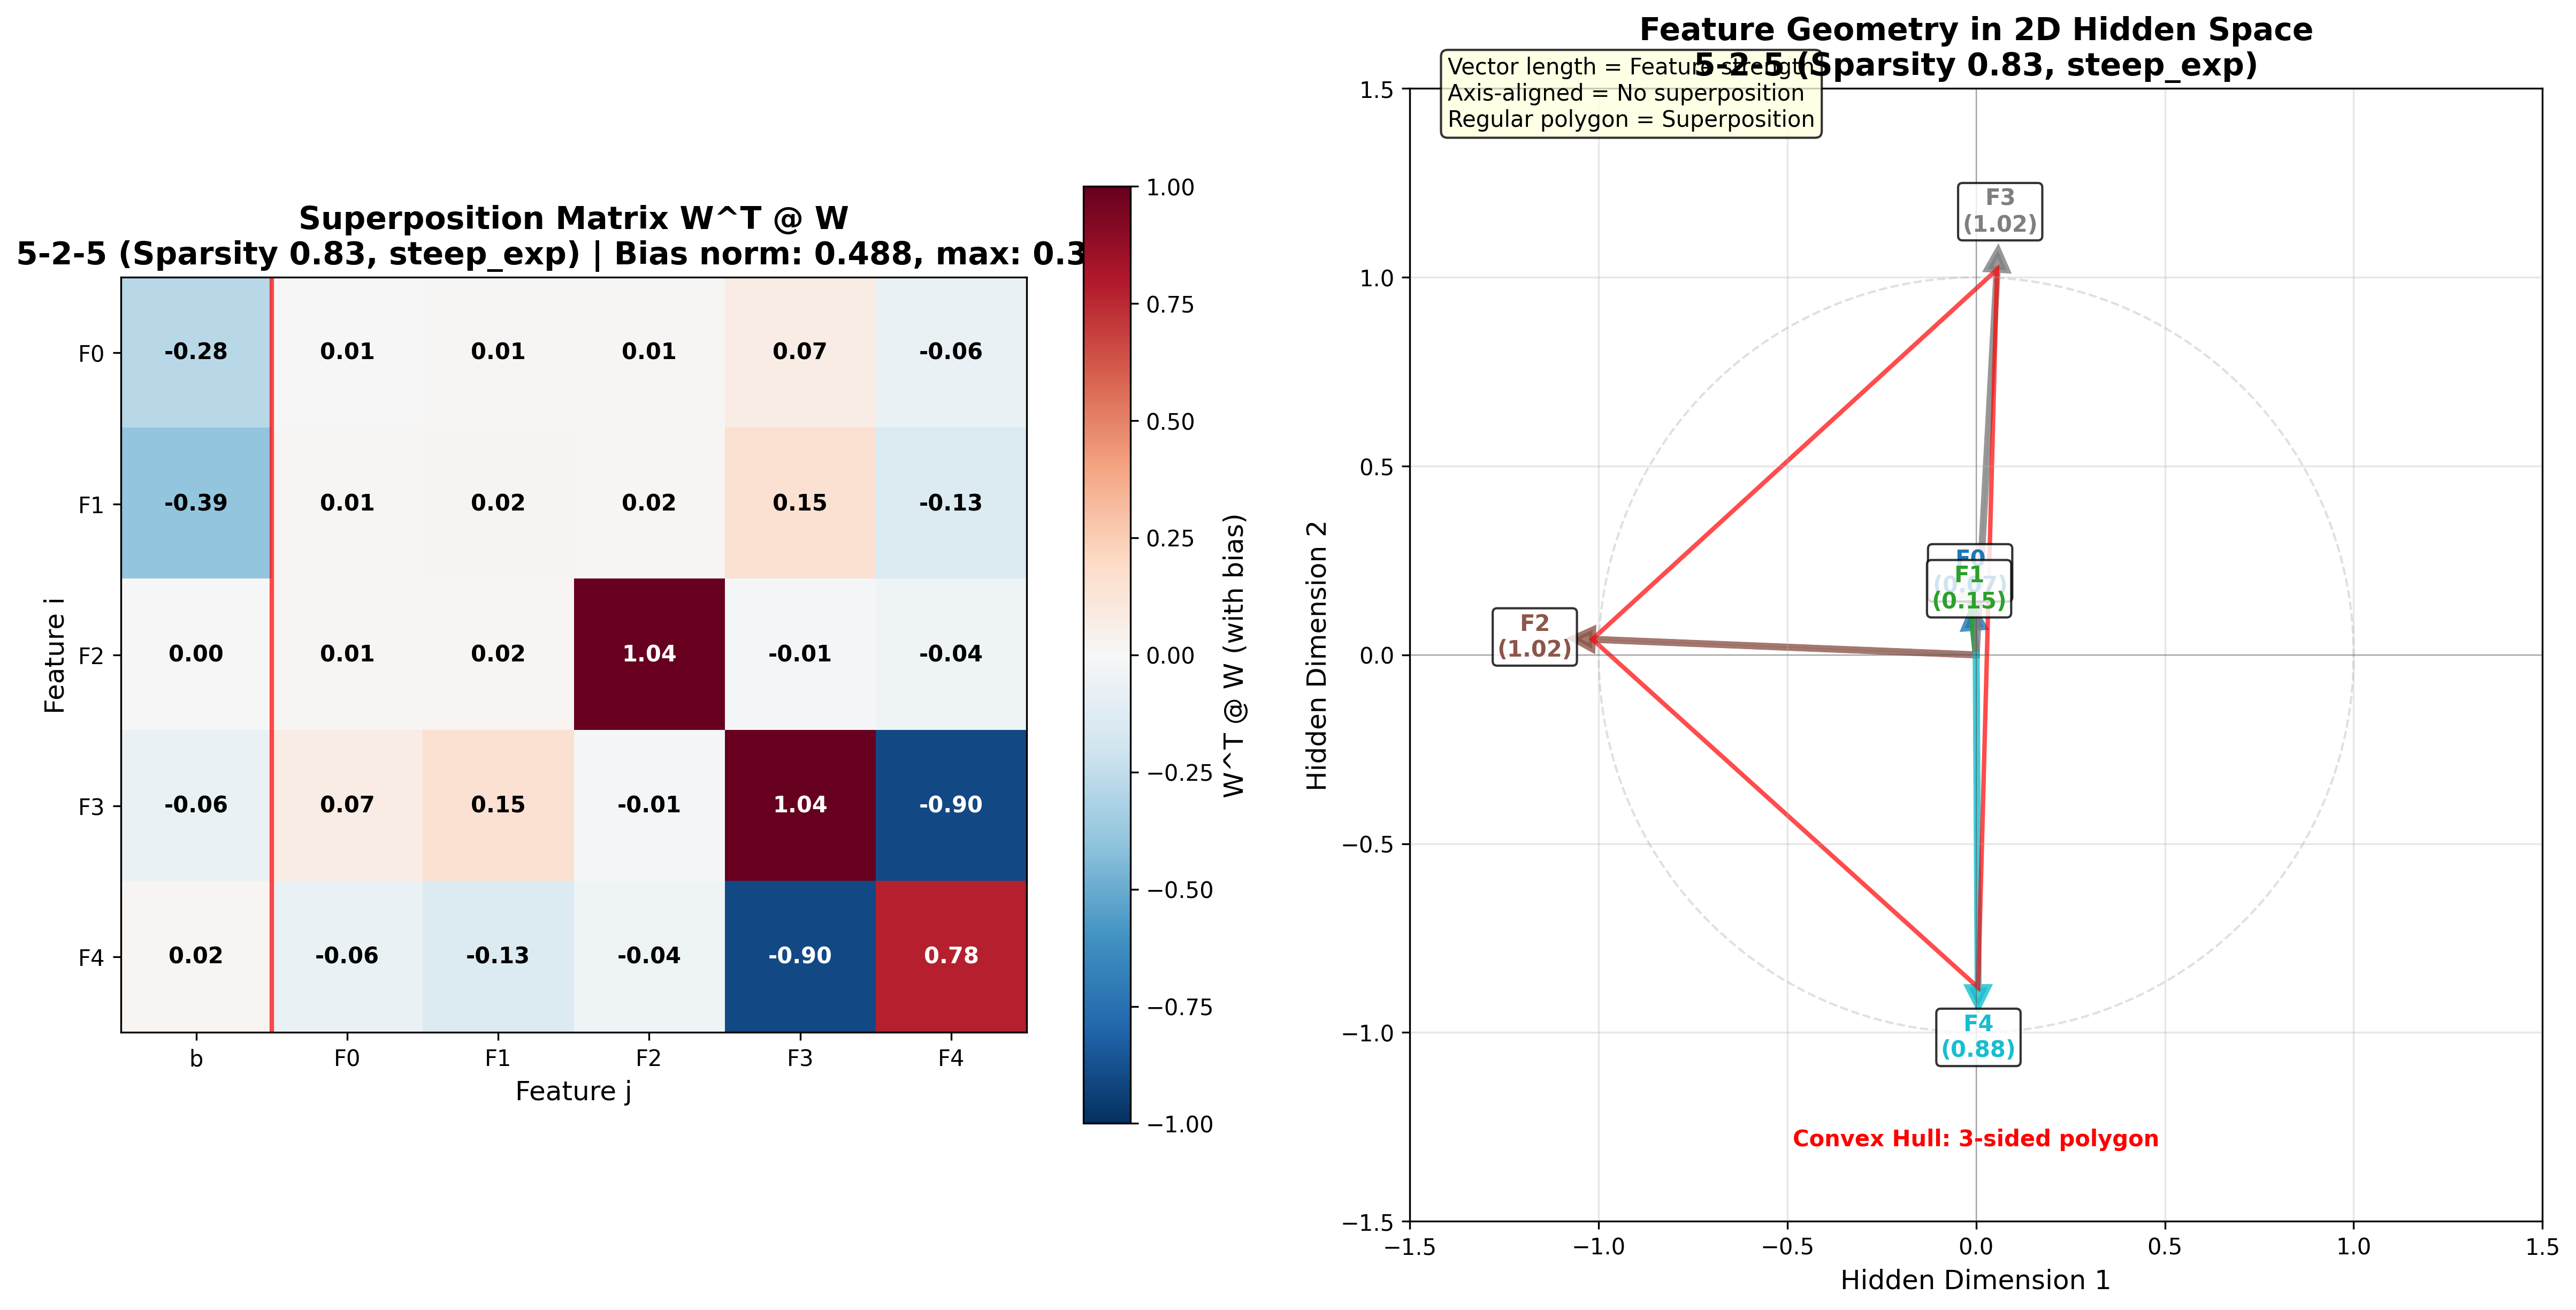 Superposition Matrix W^T @ W
5-2-5 (Sparsity 0.83, steep_exp) | Bias norm: 0.488, max: 0.3
F0
-0.28 0.01 0.01 0.01 0.07 -0.06
F1
-0.39 0.01 0.02 0.02 0.15 -0.13
F2
0.00 0.01 0.02 1.04 -0.01 -0.04
F3
-0.06 0.07 0.15 -0.01 1.04 -0.90
F4
0.02 -0.06 -0.13 -0.04 -0.90 0.78
b F0 F1 F2 F3 F4
Feature j
Feature i
1.00
0.75
0.50
0.25
0.00
−0.25
−0.50
−0.75
−1.00
W^T @ W (with bias)
Feature Geometry in 2D Hidden Space
5-2-5 (Sparsity 0.83, steep_exp)
Vector length = Feature strength
Axis-aligned = No superposition
Regular polygon = Superposition
1.5
1.0
0.5
0.0
−0.5
−1.0
−1.5
Hidden Dimension 2
F3
(1.02)
F0
(0.07)
F1
(0.15)
F2
(1.02)
F4
(0.88)
Convex Hull: 3-sided polygon
−1.5 −1.0 −0.5 0.0 0.5 1.0 1.5
Hidden Dimension 1